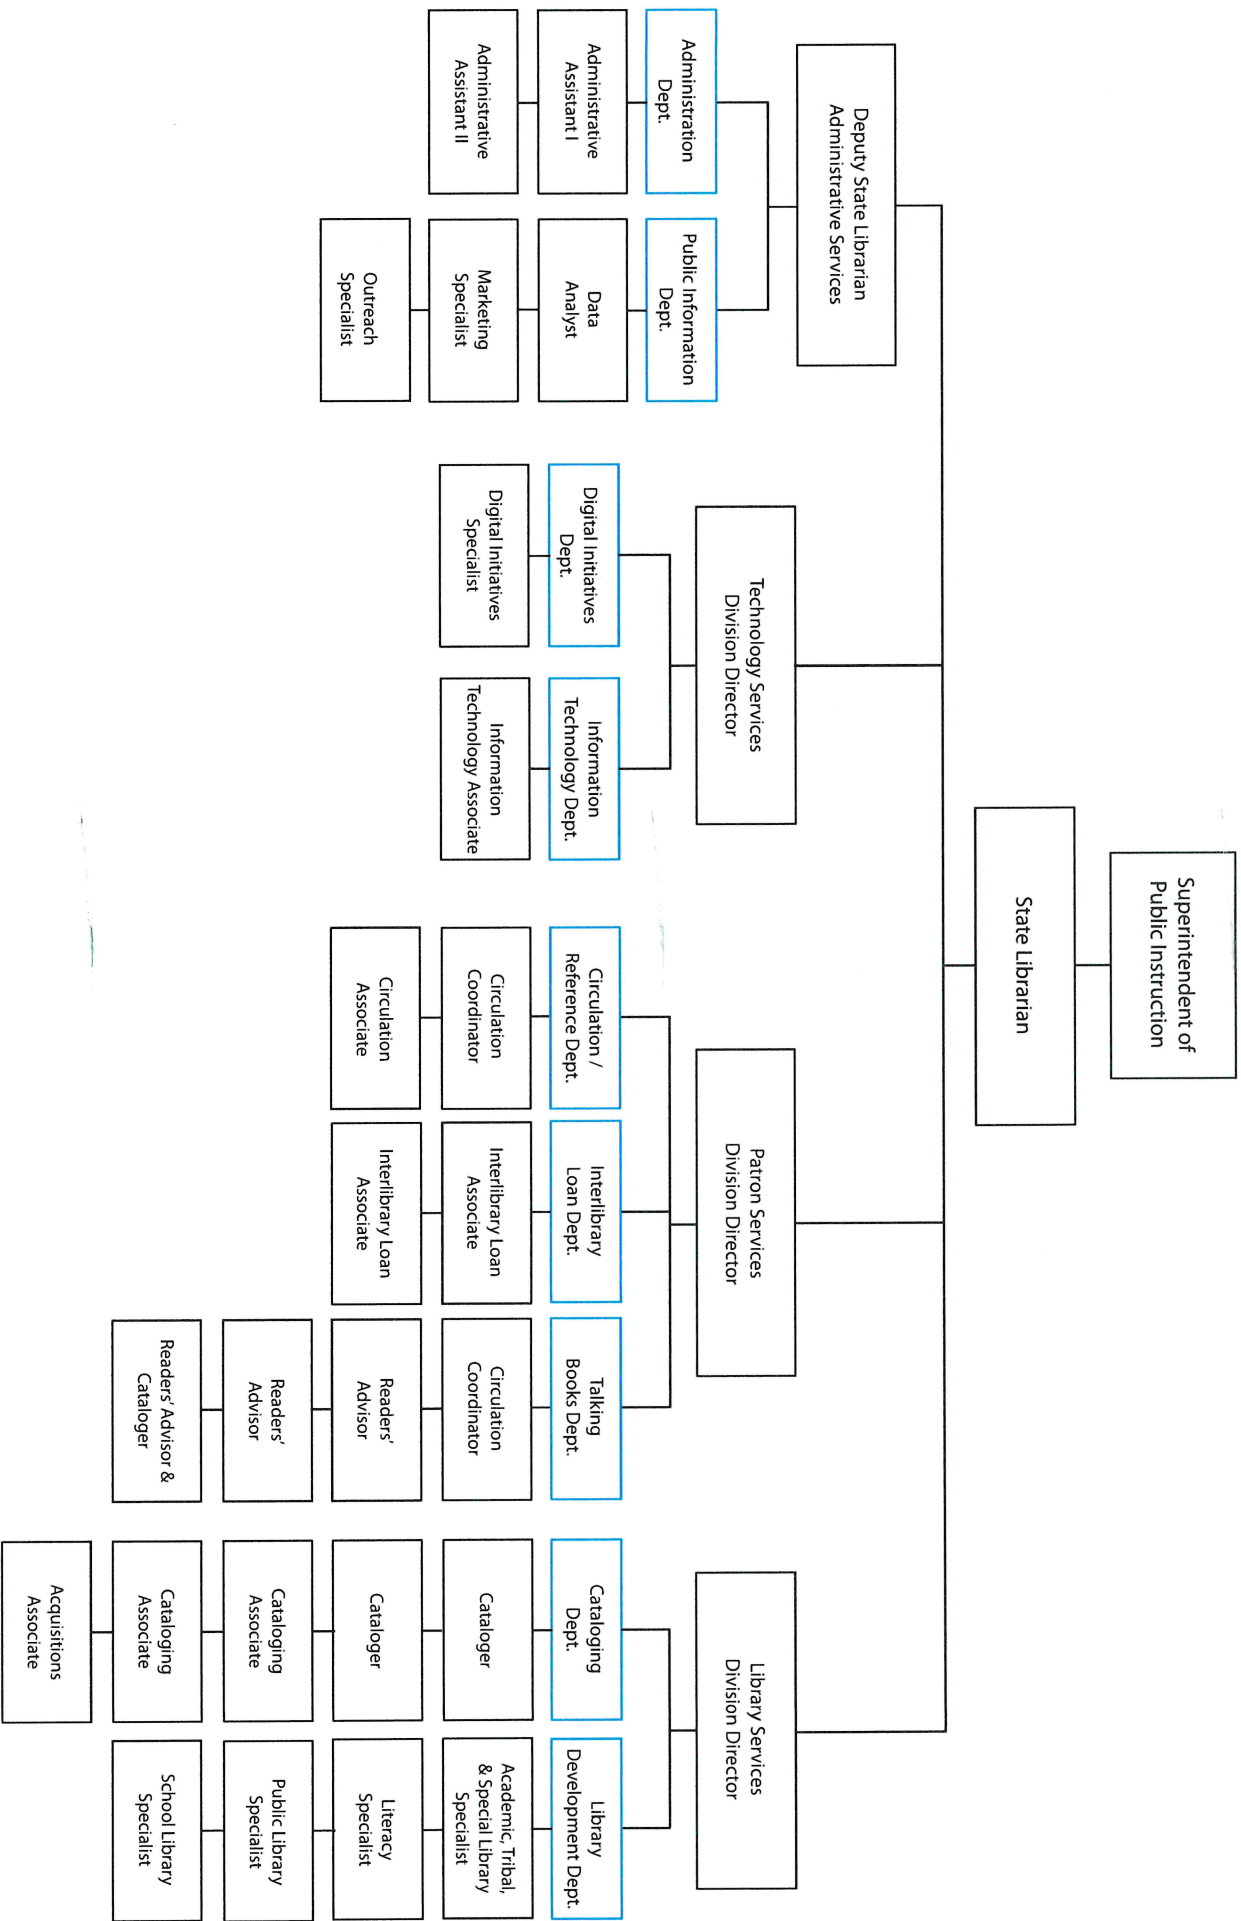 Superintendent of
Public Instruction
State Librarian
Deputy State Librarian
Administrative Services
Technology Services
Division Director
Patron Services
Division Director
Library Services
Division Director
Administration
Dept.
Administrative
Assistant I
Administrative
Assistant II
Public Information
Dept.
Data
Analyst
Marketing
Specialist
Outreach
Specialist
Digital Initiatives
Dept.
Digital Initiatives
Specialist
Information
Technology Dept.
Information
Technology Associate
Circulation /
Reference Dept.
Circulation
Coordinator
Circulation
Associate
Interlibrary
Loan Dept.
Interlibrary Loan
Associate
Interlibrary Loan
Associate
Talking
Books Dept.
Circulation
Coordinator
Readers'
Advisor
Readers'
Advisor
Readers' Advisor &
Cataloger
Cataloging
Dept.
Cataloger
Cataloger
Cataloging
Associate
Cataloging
Associate
Acquisitions
Associate
Library
Development Dept.
Academic, Tribal,
& Special Library
Specialist
Literacy
Specialist
Public Library
Specialist
School Library
Specialist